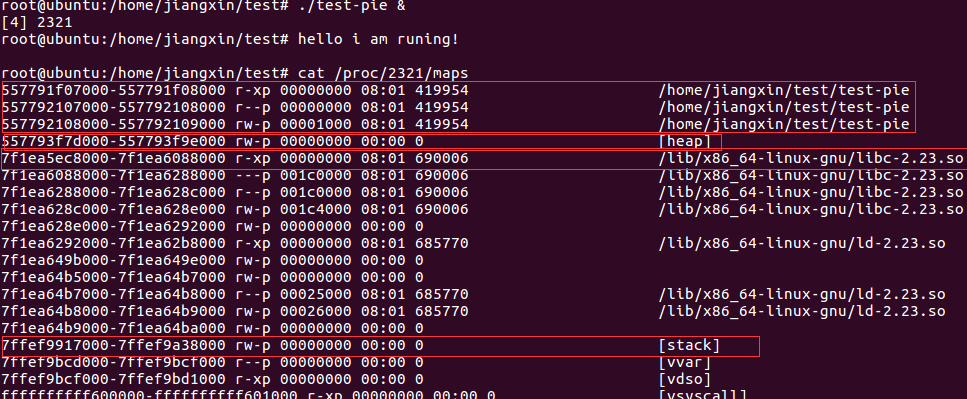 root@ubuntu:/home/jiangxin/test# ./test-pie &
[4] 2321
root@ubuntu:/home/jiangxin/test# hello i am runing!
root@ubuntu:/home/jiangxin/test# cat /proc/2321/maps
557791f07000-557791f08000 r-xp 00000000 08:01 419954 /home/jiangxin/test/test-pie
557792107000-557792108000 r--p 00000000 08:01 419954 /home/jiangxin/test/test-pie
557792108000-557792109000 rw-p 00001000 08:01 419954 /home/jiangxin/test/test-pie
557793f7d000-557793f9e000 rw-p 00000000 00:00 0 [heap]
7f1ea5ec8000-7f1ea6088000 r-xp 00000000 08:01 690006 /lib/x86_64-linux-gnu/libc-2.23.so
7f1ea6088000-7f1ea6288000 ---p 001c0000 08:01 690006 /lib/x86_64-linux-gnu/libc-2.23.so
7f1ea6288000-7f1ea628c000 r--p 001c0000 08:01 690006 /lib/x86_64-linux-gnu/libc-2.23.so
7f1ea628c000-7f1ea628e000 rw-p 001c4000 08:01 690006 /lib/x86_64-linux-gnu/libc-2.23.so
7f1ea628e000-7f1ea6292000 rw-p 00000000 00:00 0
7f1ea6292000-7f1ea62b8000 r-xp 00000000 08:01 685770 /lib/x86_64-linux-gnu/ld-2.23.so
7f1ea649b000-7f1ea649e000 rw-p 00000000 00:00 0
7f1ea64b5000-7f1ea64b7000 rw-p 00000000 00:00 0
7f1ea64b7000-7f1ea64b8000 r--p 00025000 08:01 685770 /lib/x86_64-linux-gnu/ld-2.23.so
7f1ea64b8000-7f1ea64b9000 rw-p 00026000 08:01 685770 /lib/x86_64-linux-gnu/ld-2.23.so
7f1ea64b9000-7f1ea64ba000 rw-p 00000000 00:00 0
7ffef9917000-7ffef9a38000 rw-p 00000000 00:00 0 [stack]
7ffef9bcd000-7ffef9bcf000 r--p 00000000 00:00 0 [vvar]
7ffef9bcf000-7ffef9bd1000 r-xp 00000000 00:00 0 [vdso]
ffffffffff600000-ffffffffff601000 r-xp 00000000 00:00 0 [vsyscall]